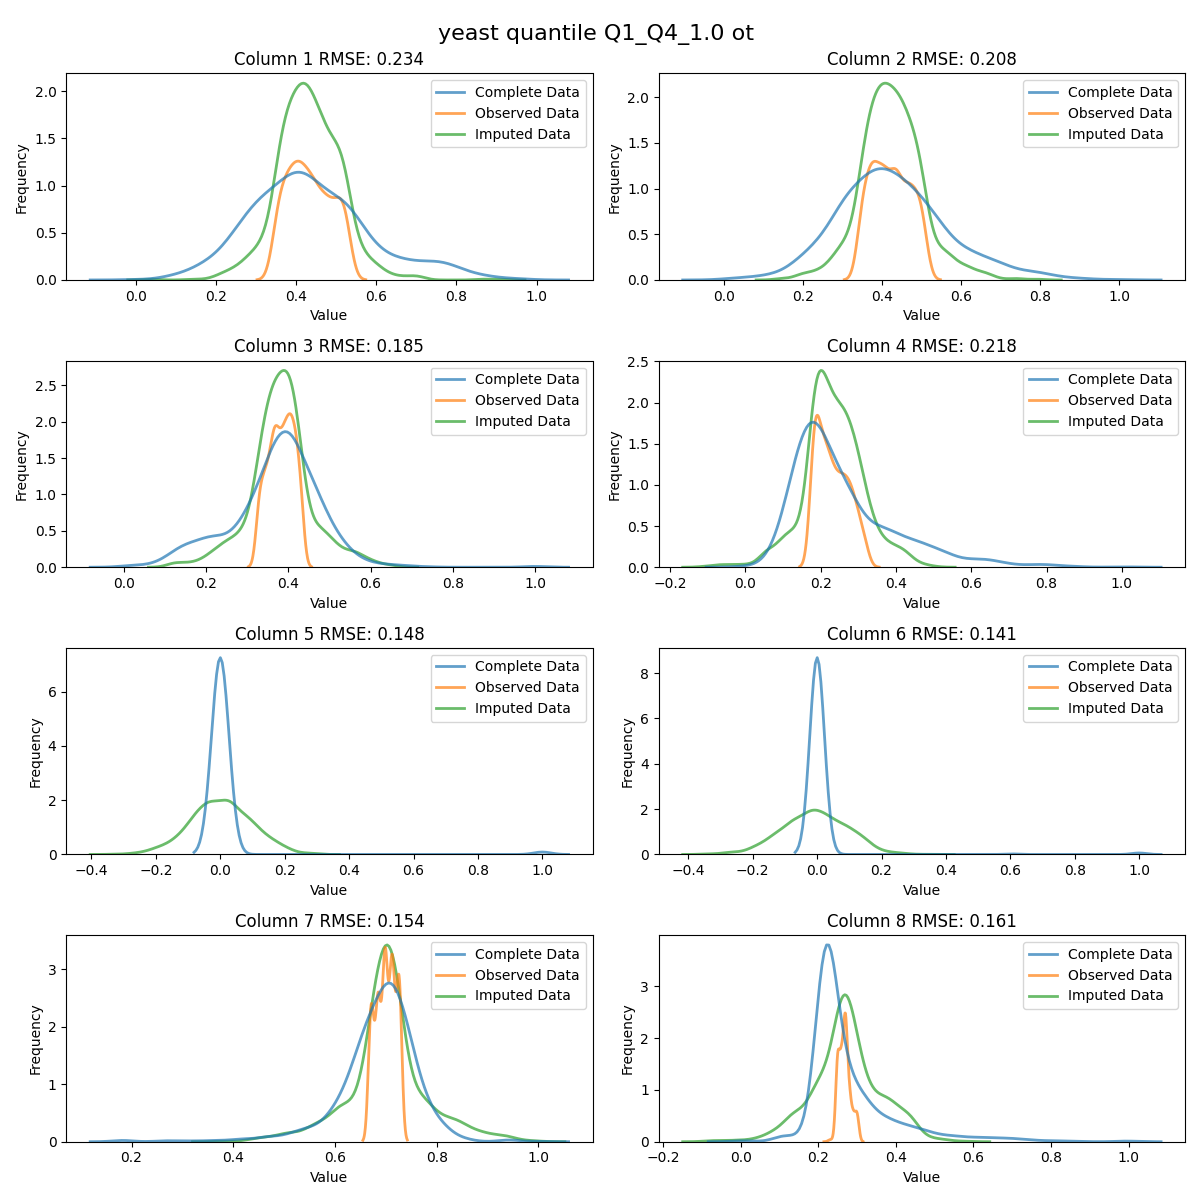 yeast quantile Q1_Q4_1.0 ot
Column 1 RMSE: 0.234
Frequency
2.0
1.5
1.0
0.5
0.0
Complete Data
Observed Data
Imputed Data
0.0 0.2 0.4 0.6 0.8 1.0
Value
Column 2 RMSE: 0.208
Frequency
2.0
1.5
1.0
0.5
0.0
Complete Data
Observed Data
Imputed Data
0.0 0.2 0.4 0.6 0.8 1.0
Value
Column 3 RMSE: 0.185
Frequency
2.5
2.0
1.5
1.0
0.5
0.0
Complete Data
Observed Data
Imputed Data
0.0 0.2 0.4 0.6 0.8 1.0
Value
Column 4 RMSE: 0.218
Frequency
2.5
2.0
1.5
1.0
0.5
0.0
Complete Data
Observed Data
Imputed Data
−0.2 0.0 0.2 0.4 0.6 0.8 1.0
Value
Column 5 RMSE: 0.148
Frequency
6
4
2
0
Complete Data
Observed Data
Imputed Data
−0.4 −0.2 0.0 0.2 0.4 0.6 0.8 1.0
Value
Column 6 RMSE: 0.141
Frequency
8
6
4
2
0
Complete Data
Observed Data
Imputed Data
−0.4 −0.2 0.0 0.2 0.4 0.6 0.8 1.0
Value
Column 7 RMSE: 0.154
Frequency
3
2
1
0
Complete Data
Observed Data
Imputed Data
0.2 0.4 0.6 0.8 1.0
Value
Column 8 RMSE: 0.161
Frequency
3
2
1
0
Complete Data
Observed Data
Imputed Data
−0.2 0.0 0.2 0.4 0.6 0.8 1.0
Value